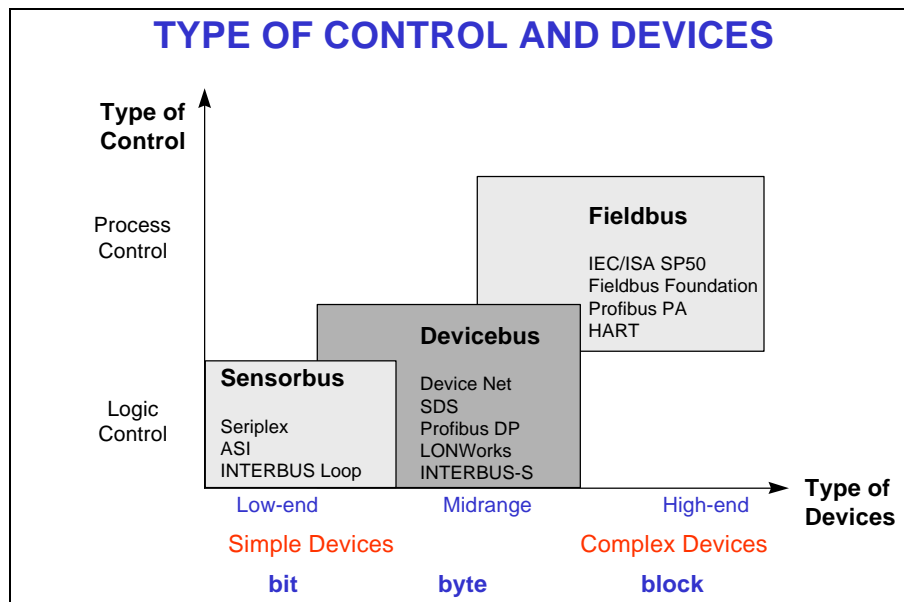 TYPE OF CONTROL AND DEVICES
Type of
Control
Process
Control
Fieldbus
IEC/ISA SP50
Fieldbus Foundation
Profibus PA
HART
Devicebus
Device Net
SDS
Profibus DP
LONWorks
INTERBUS-S
Sensorbus
Seriplex
ASI
INTERBUS Loop
Logic
Control
Low-end
Midrange
High-end
Type of
Devices
Simple Devices
Complex Devices
bit
byte
block